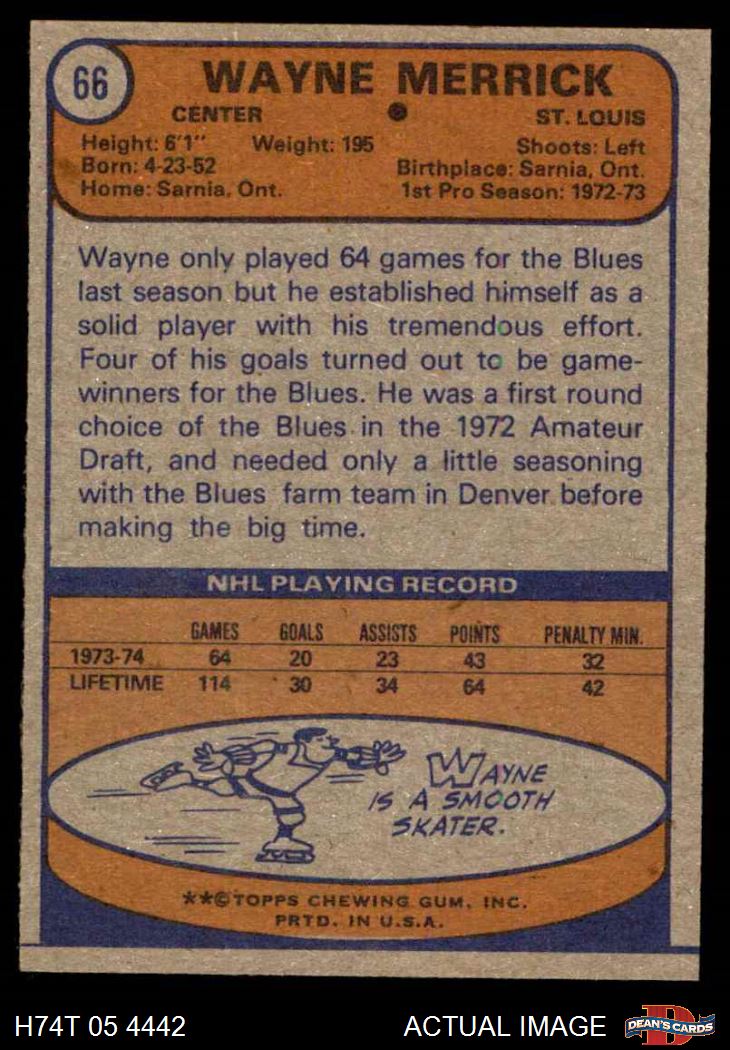 66
WAYNE MERRICK
CENTER ST. LOUIS
Height: 6'1" Weight: 195 Shoots: Left
Born: 4-23-52 Birthplace: Sarnia, Ont.
Home: Sarnia, Ont. 1st Pro Season: 1972-73
Wayne only played 64 games for the Blues
last season but he established himself as a
solid player with his tremendous effort.
Four of his goals turned out to be game-
winners for the Blues. He was a first round
choice of the Blues in the 1972 Amateur
Draft, and needed only a little seasoning
with the Blues farm team in Denver before
making the big time.
NHL PLAYING RECORD
GAMES GOALS ASSISTS POINTS PENALTY MIN.
1973-74 64 20 23 43 32
LIFETIME 114 30 34 64 42
WAYNE
IS A SMOOTH
SKATER.
**©TOPPS CHEWING GUM, INC.
PRTD. IN U.S.A.
H74T 05 4442 ACTUAL IMAGE D DEAN'S CARDS